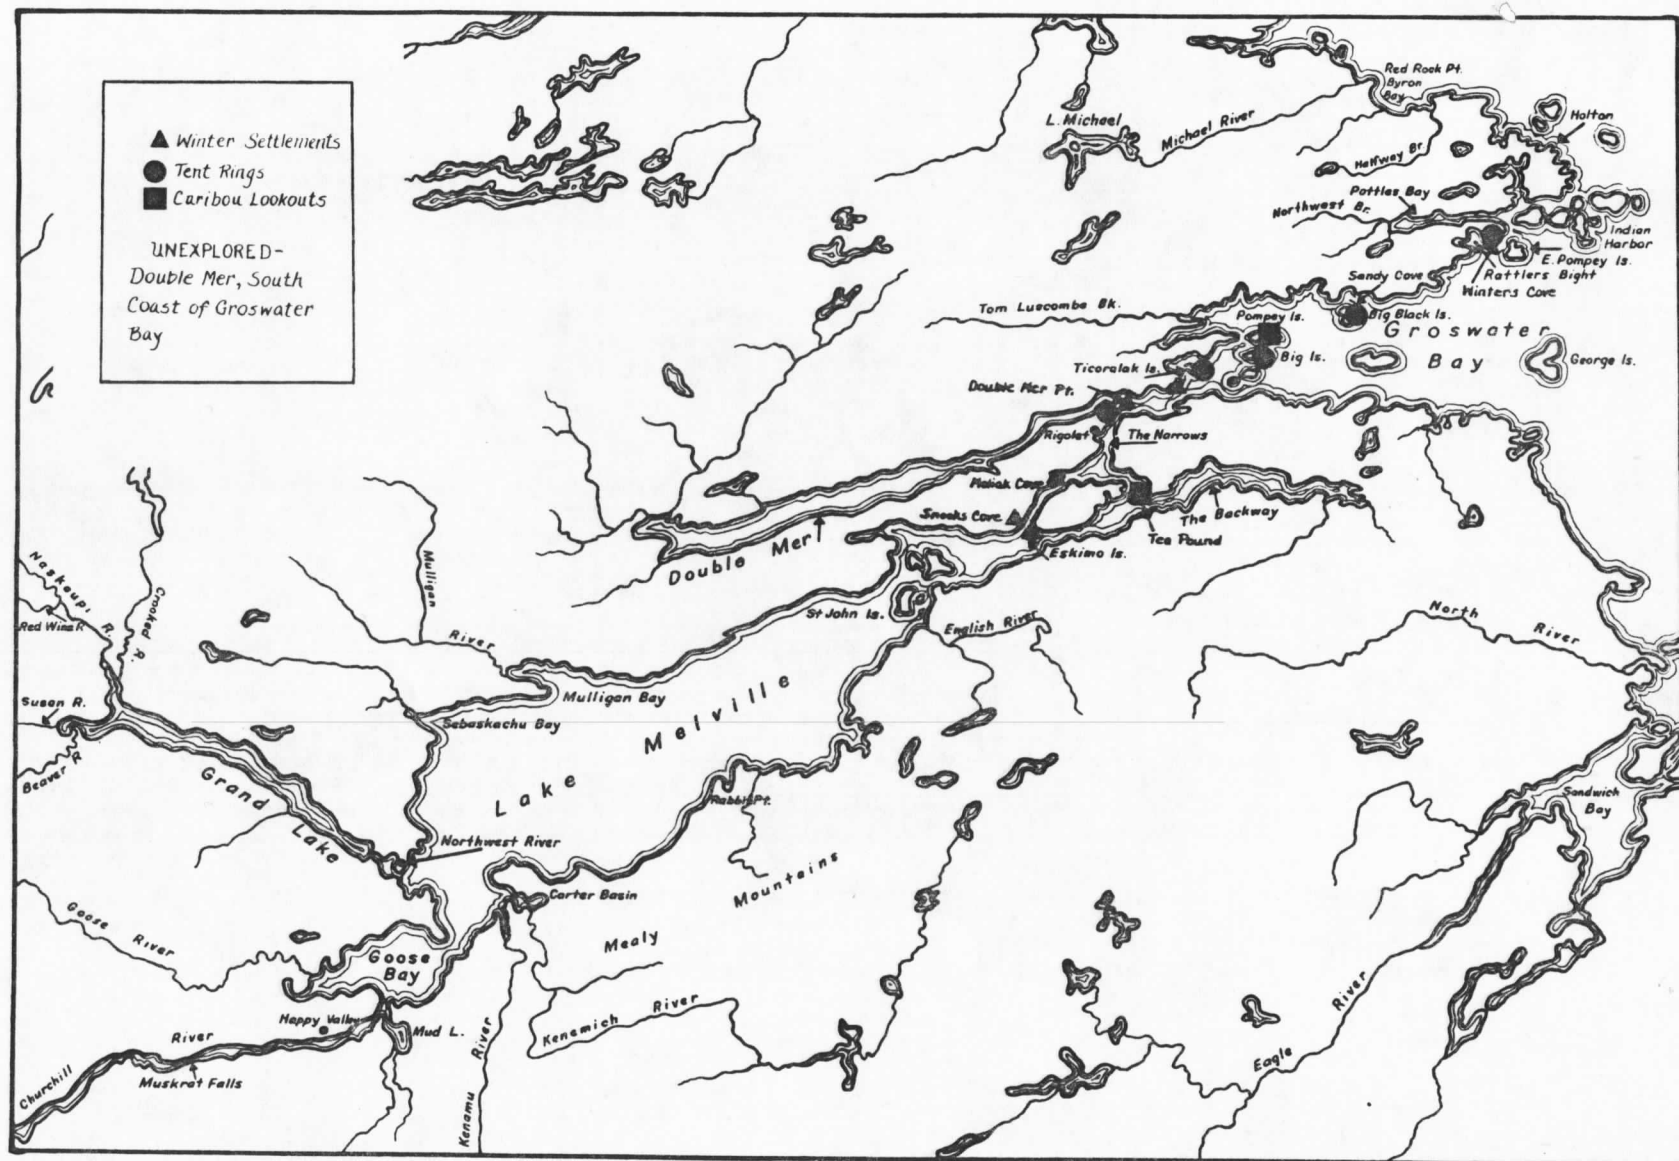 Winter Settlements
Tent Rings
Caribou Lookouts
UNEXPLORED-
Double Mer, South
Coast of Groswater
Bay
Red Rock Pt.
Byron
Bay
Holton
L. Michael
Michael River
Halfway Br.
Pottles Bay
Northwest Br.
Indian
Harbor
E. Pompey Is.
Rattlers Bight
Winters Cove
Sandy Cove
Tom Luscombe Bk.
Pompey Is.
Big Black Is.
Groswater
Bay
George Is.
Big Is.
Ticoralak Is.
Double Mer Pt.
Rigolet
The Narrows
Snooks Cove
The Backway
Tea Pound
Eskimo Is.
Double Mer
Mulligan
River
St John Is.
English River
North River
Naskaupi R.
Red Wine R.
Crooked R.
Susan R.
Beaver R.
Mulligan Bay
Sebaskachu Bay
Lake Melville
Grand
Lake
Rabbit Pt.
Sandwich
Bay
Northwest River
Carter Basin
Mealy
Mountains
Goose River
Goose
Bay
Happy Valley
Mud L.
Churchill River
Muskrat Falls
Kenamu River
Kenemich River
Eagle River